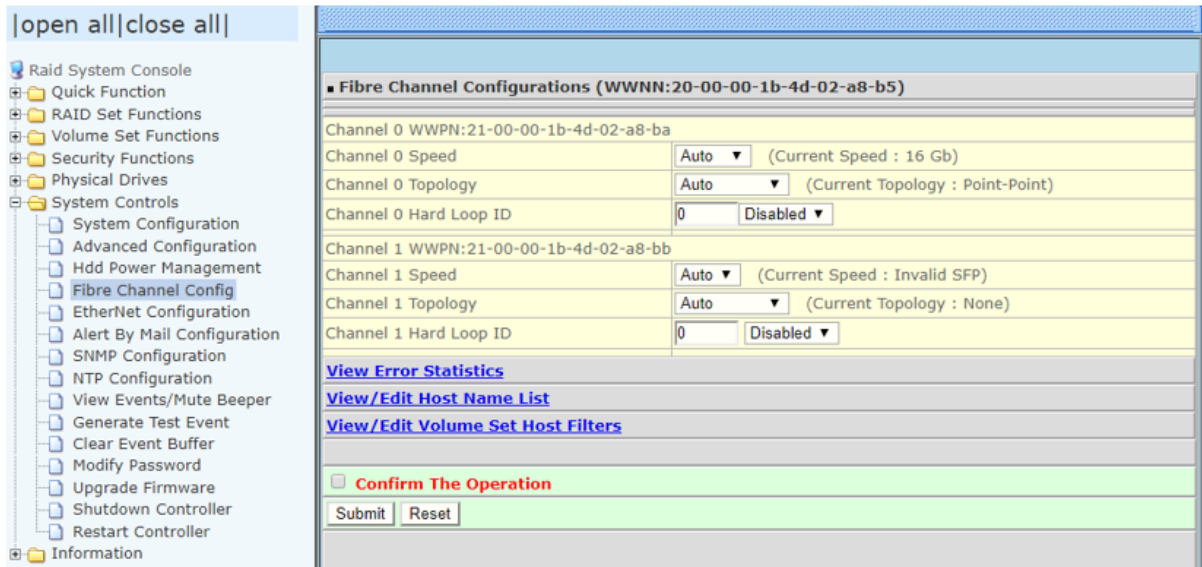 |open all|close all|
Raid System Console
Quick Function
RAID Set Functions
Volume Set Functions
Security Functions
Physical Drives
System Controls
System Configuration
Advanced Configuration
Hdd Power Management
Fibre Channel Config
EtherNet Configuration
Alert By Mail Configuration
SNMP Configuration
NTP Configuration
View Events/Mute Beeper
Generate Test Event
Clear Event Buffer
Modify Password
Upgrade Firmware
Shutdown Controller
Restart Controller
Information
Fibre Channel Configurations (WWNN:20-00-00-1b-4d-02-a8-b5)
Channel 0 WWPN:21-00-00-1b-4d-02-a8-ba
Channel 0 Speed Auto (Current Speed : 16 Gb)
Channel 0 Topology Auto (Current Topology : Point-Point)
Channel 0 Hard Loop ID 0 Disabled
Channel 1 WWPN:21-00-00-1b-4d-02-a8-bb
Channel 1 Speed Auto (Current Speed : Invalid SFP)
Channel 1 Topology Auto (Current Topology : None)
Channel 1 Hard Loop ID 0 Disabled
View Error Statistics
View/Edit Host Name List
View/Edit Volume Set Host Filters
Confirm The Operation
Submit Reset